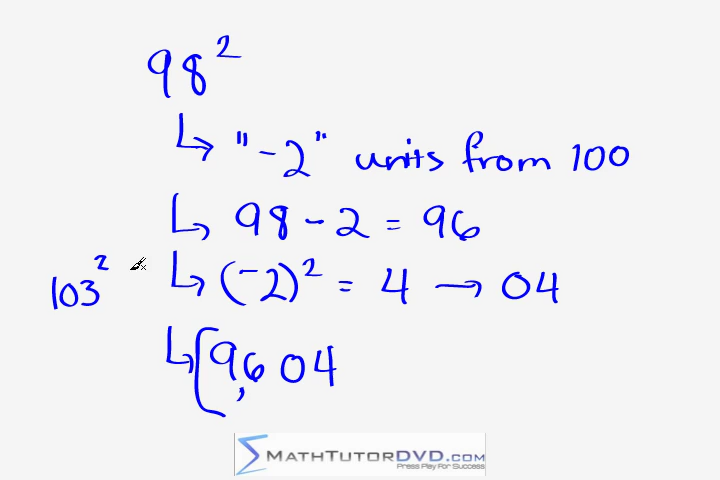 98²
↳ "-2" units from 100
↳ 98 - 2 = 96
103²
↳ (-2)² = 4 → 04
↳ [9,604
MATHTUTORDVD.COM
Press Play For Success